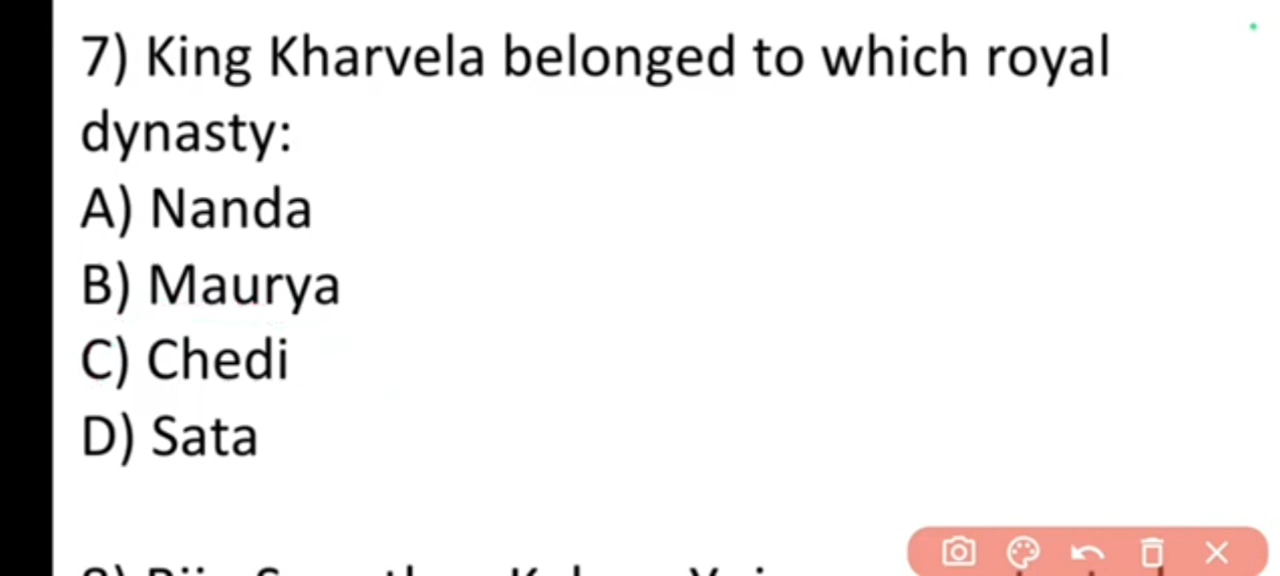 7) King Kharvela belonged to which royal
dynasty:
A) Nanda
B) Maurya
C) Chedi
D) Sata